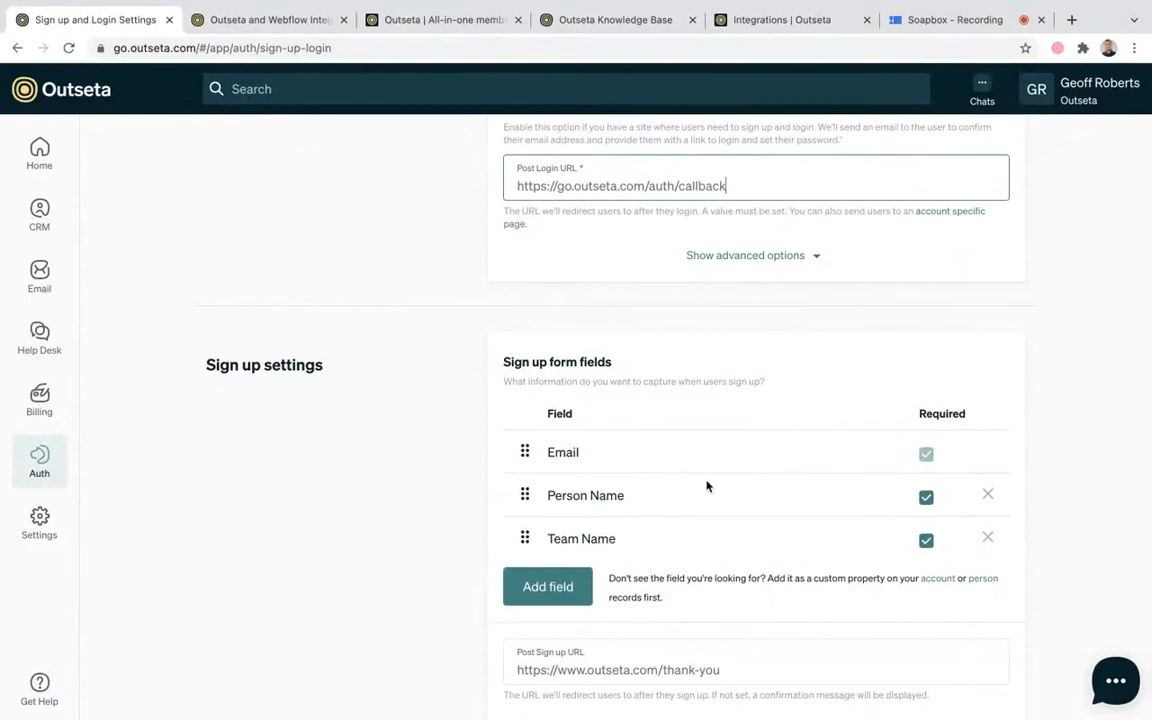 Sign up and Login Settings
Outseta and Webflow Inte
Outseta | All-in-one memb
Outseta Knowledge Base
Integrations | Outseta
Soapbox - Recording
go.outseta.com/#/app/auth/sign-up-login
Outseta
Search
Chats
GR
Geoff Roberts
Outseta
Home
CRM
Email
Help Desk
Billing
Auth
Settings
Get Help
Enable this option if you have a site where users need to sign up and login. We'll send an email to the user to confirm
their email address and provide them with a link to login and set their password.'
Post Login URL *
https://go.outseta.com/auth/callback
The URL we'll redirect users to after they login. A value must be set. You can also send users to an account specific
page.
Show advanced options
Sign up settings
Sign up form fields
What information do you want to capture when users sign up?
Field Required
Email
Person Name
Team Name
Add field
Don't see the field you're looking for? Add it as a custom property on your account or person
records first.
Post Sign up URL
https://www.outseta.com/thank-you
The URL we'll redirect users to after they sign up. If not set, a confirmation message will be displayed.